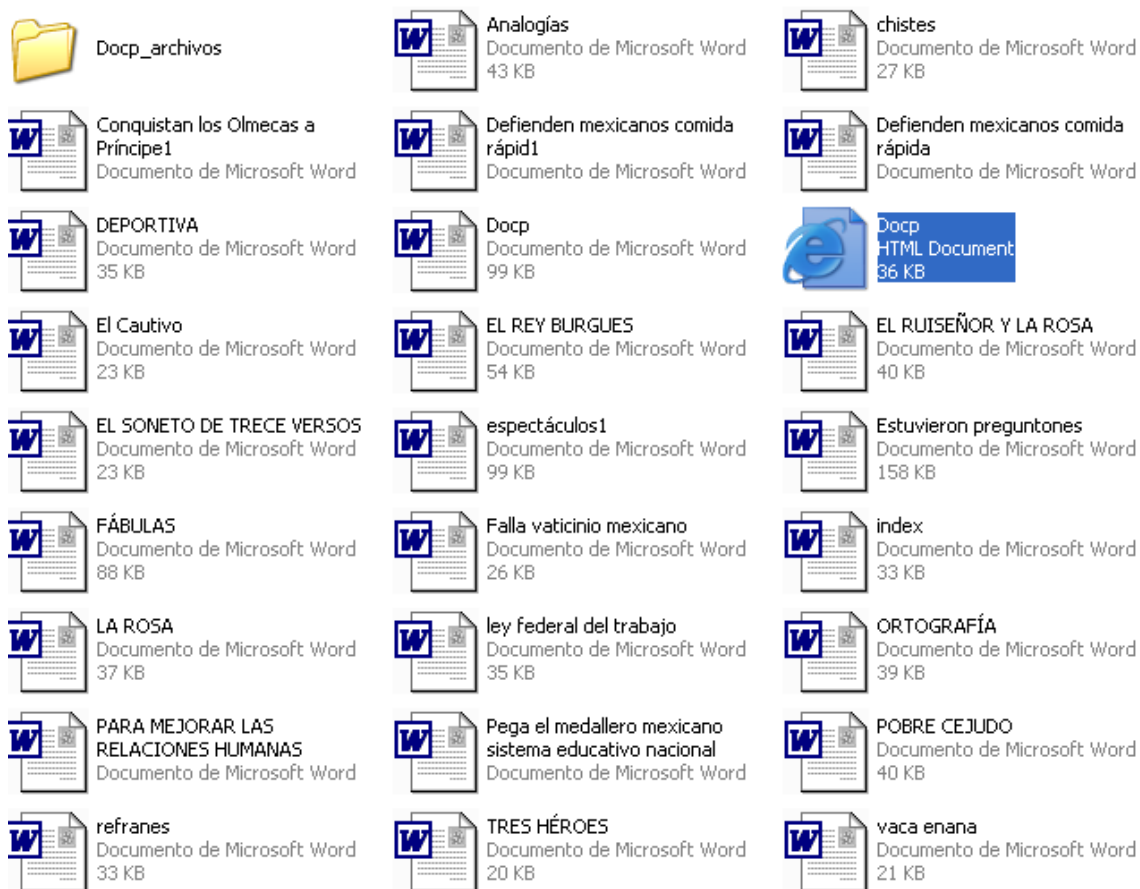 Docp_archivos
Analogías
Documento de Microsoft Word
43 KB
chistes
Documento de Microsoft Word
27 KB
Conquistan los Olmecas a
Príncipe1
Documento de Microsoft Word
Defienden mexicanos comida
rápid1
Documento de Microsoft Word
Defienden mexicanos comida
rápida
Documento de Microsoft Word
DEPORTIVA
Documento de Microsoft Word
35 KB
Docp
Documento de Microsoft Word
99 KB
Docp
HTML Document
36 KB
El Cautivo
Documento de Microsoft Word
23 KB
EL REY BURGUES
Documento de Microsoft Word
54 KB
EL RUISEÑOR Y LA ROSA
Documento de Microsoft Word
40 KB
EL SONETO DE TRECE VERSOS
Documento de Microsoft Word
23 KB
espectáculos1
Documento de Microsoft Word
99 KB
Estuvieron preguntones
Documento de Microsoft Word
158 KB
FÁBULAS
Documento de Microsoft Word
88 KB
Falla vaticinio mexicano
Documento de Microsoft Word
26 KB
index
Documento de Microsoft Word
33 KB
LA ROSA
Documento de Microsoft Word
37 KB
ley federal del trabajo
Documento de Microsoft Word
35 KB
ORTOGRAFÍA
Documento de Microsoft Word
39 KB
PARA MEJORAR LAS
RELACIONES HUMANAS
Documento de Microsoft Word
Pega el medallero mexicano
sistema educativo nacional
Documento de Microsoft Word
POBRE CEJUDO
Documento de Microsoft Word
40 KB
refranes
Documento de Microsoft Word
33 KB
TRES HÉROES
Documento de Microsoft Word
20 KB
vaca enana
Documento de Microsoft Word
21 KB